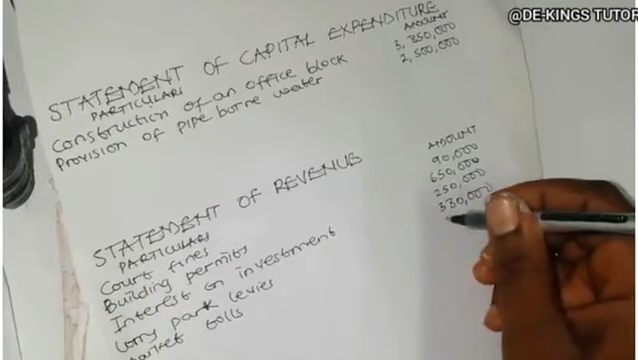 @DE-KINGS TUTOR
STATEMENT OF CAPITAL EXPENDITURE
PARTICULARS AMOUNT
Construction of an office block 3,850,000
Provision of pipe borne water 2,500,000
STATEMENT OF REVENUE
PARTICULARS AMOUNT
Court fines 90,000
Building permits 650,000
Interest on investment 250,000
Lorry park levies 330,000
Market tolls